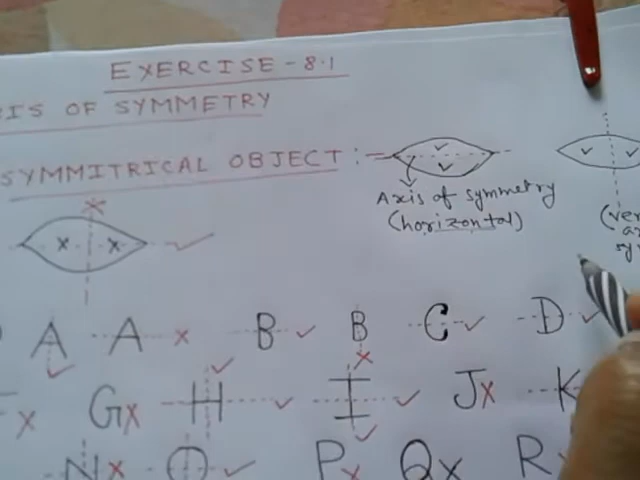 EXERCISE - 8.1
OF SYMMETRY
SYMMITRICAL OBJECT :-
Axis of symmetry
(horizontal)
A A B B C D
G H I J K
N O P Q R